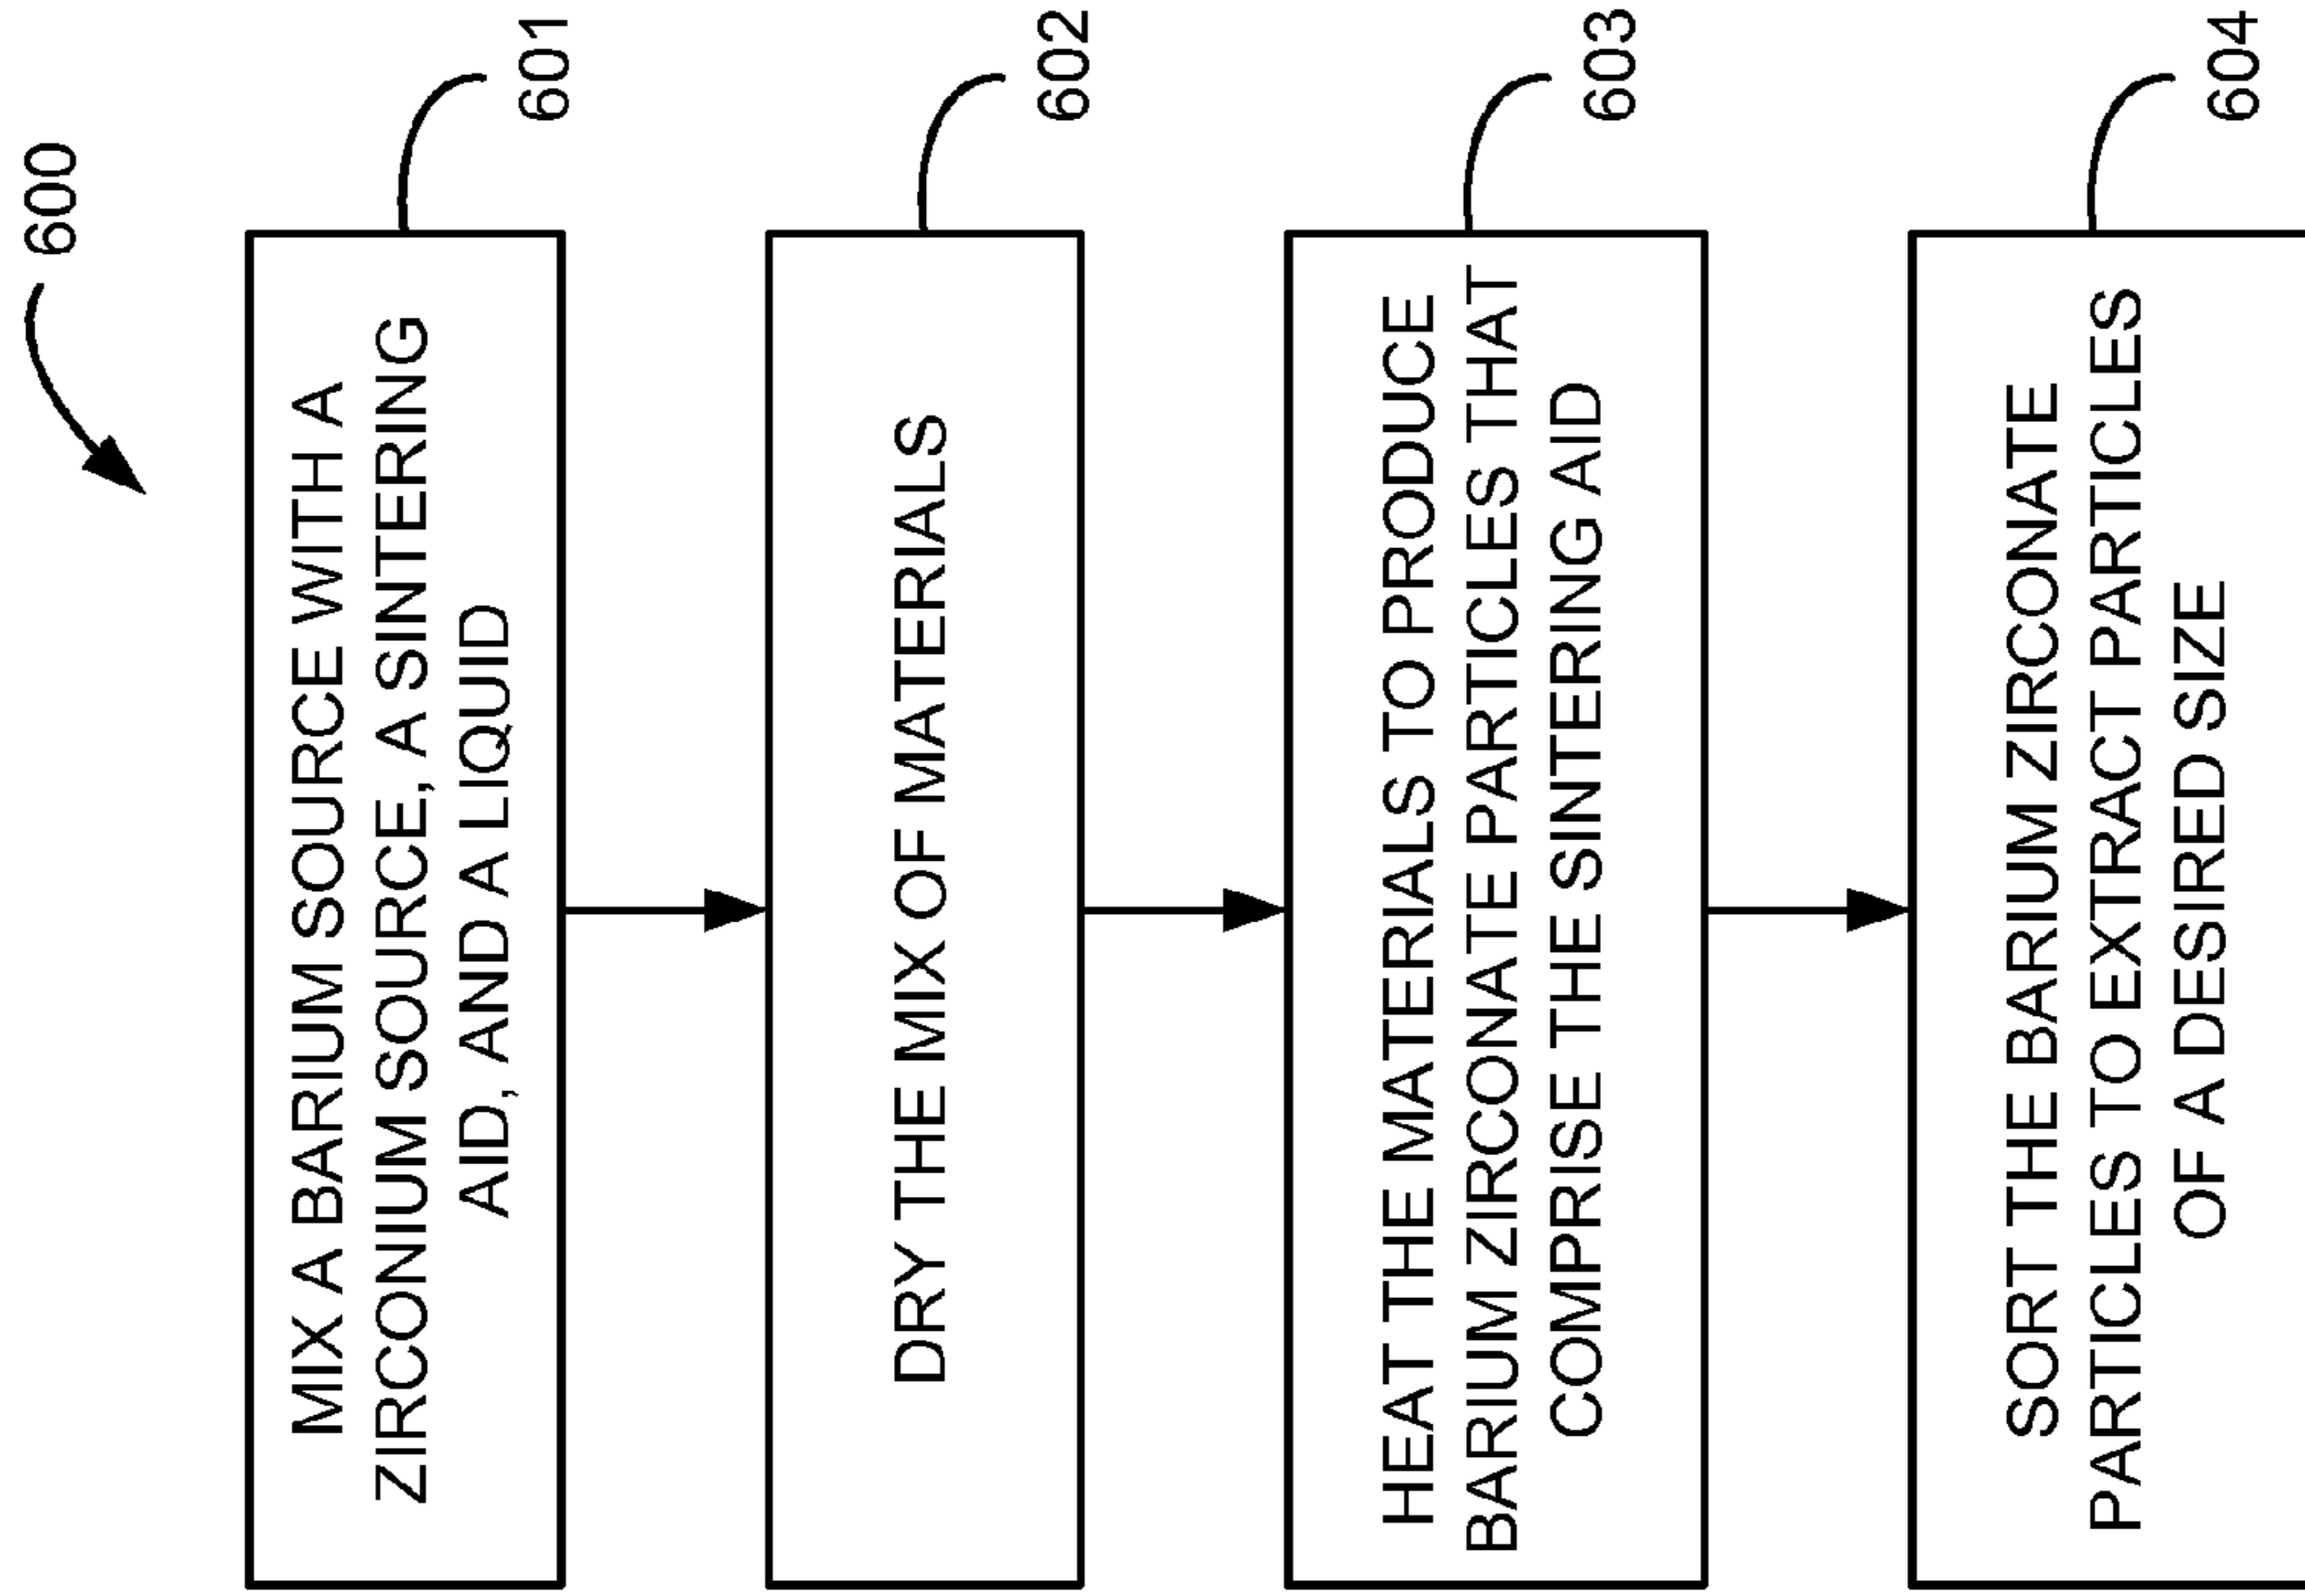 600
MIX A BARIUM SOURCE WITH A
ZIRCONIUM SOURCE, A SINTERING
AID, AND A LIQUID
601
DRY THE MIX OF MATERIALS
602
HEAT THE MATERIALS TO PRODUCE
BARIUM ZIRCONATE PARTICLES THAT
COMPRISE THE SINTERING AID
603
SORT THE BARIUM ZIRCONATE
PARTICLES TO EXTRACT PARTICLES
OF A DESIRED SIZE
604